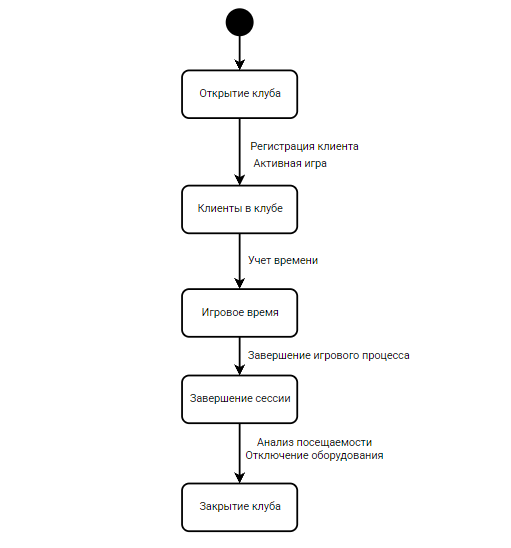 Открытие клуба
Регистрация клиента
Активная игра
Клиенты в клубе
Учет времени
Игровое время
Завершение игрового процесса
Завершение сессии
Анализ посещаемости
Отключение оборудования
Закрытие клуба